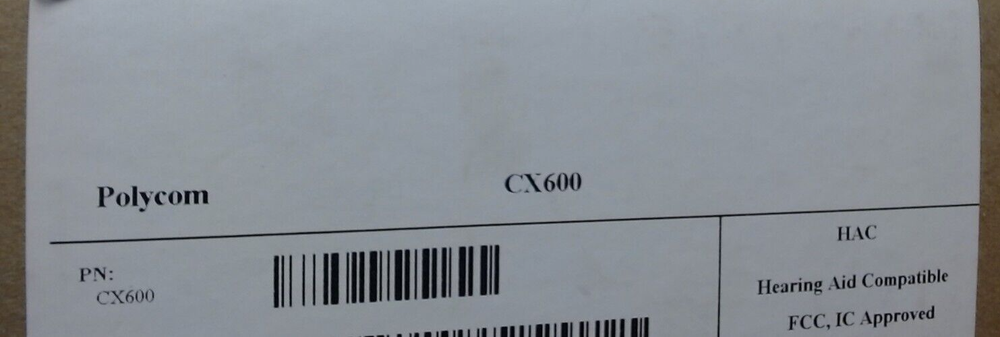 Polycom CX600
PN:
CX600
HAC
Hearing Aid Compatible
FCC, IC Approved